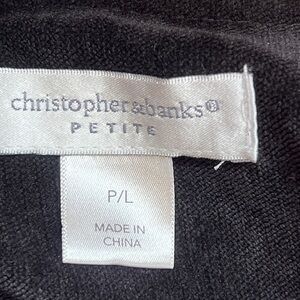 christopher&banks®
PETITE
P/L
MADE IN
CHINA